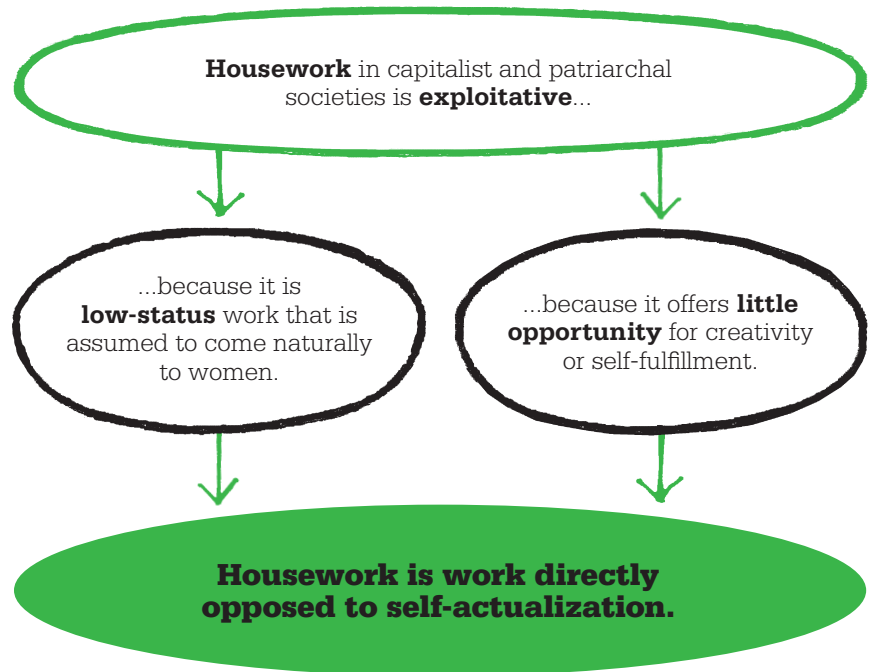 Housework in capitalist and patriarchal
societies is exploitative...
...because it is
low-status work that is
assumed to come naturally
to women.
...because it offers little
opportunity for creativity
or self-fulfillment.
Housework is work directly
opposed to self-actualization.